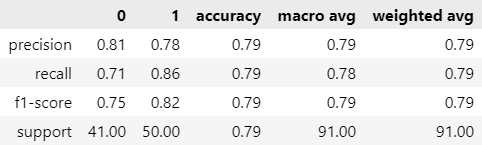 0 1 accuracy macro avg weighted avg
precision 0.81 0.78 0.79 0.79 0.79
recall 0.71 0.86 0.79 0.78 0.79
f1-score 0.75 0.82 0.79 0.79 0.79
support 41.00 50.00 0.79 91.00 91.00